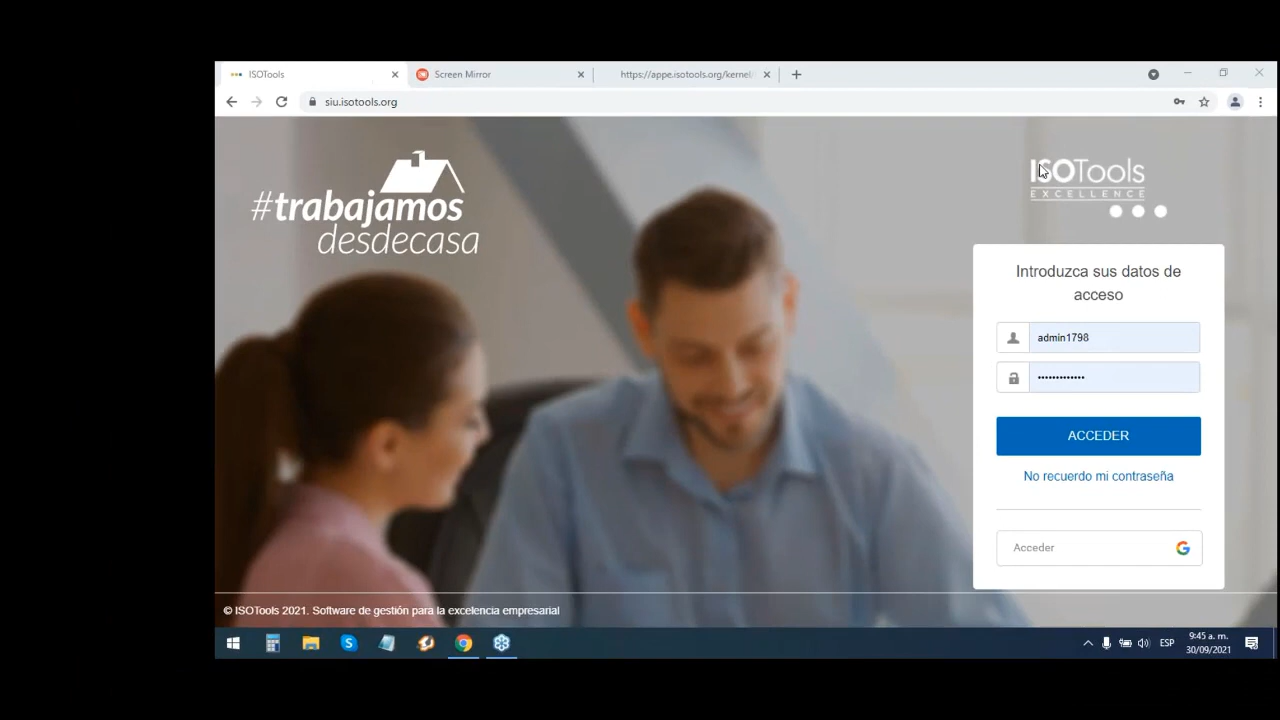 ISOTools
Screen Mirror
https://appe.isotools.org/kernel/
siu.isotools.org
#trabajamos
desdecasa
ISOTools
EXCELLENCE
Introduzca sus datos de
acceso
admin1798
•••••••••••••
ACCEDER
No recuerdo mi contraseña
Acceder
© ISOTools 2021. Software de gestión para la excelencia empresarial
ESP
9:45 a. m.
30/09/2021